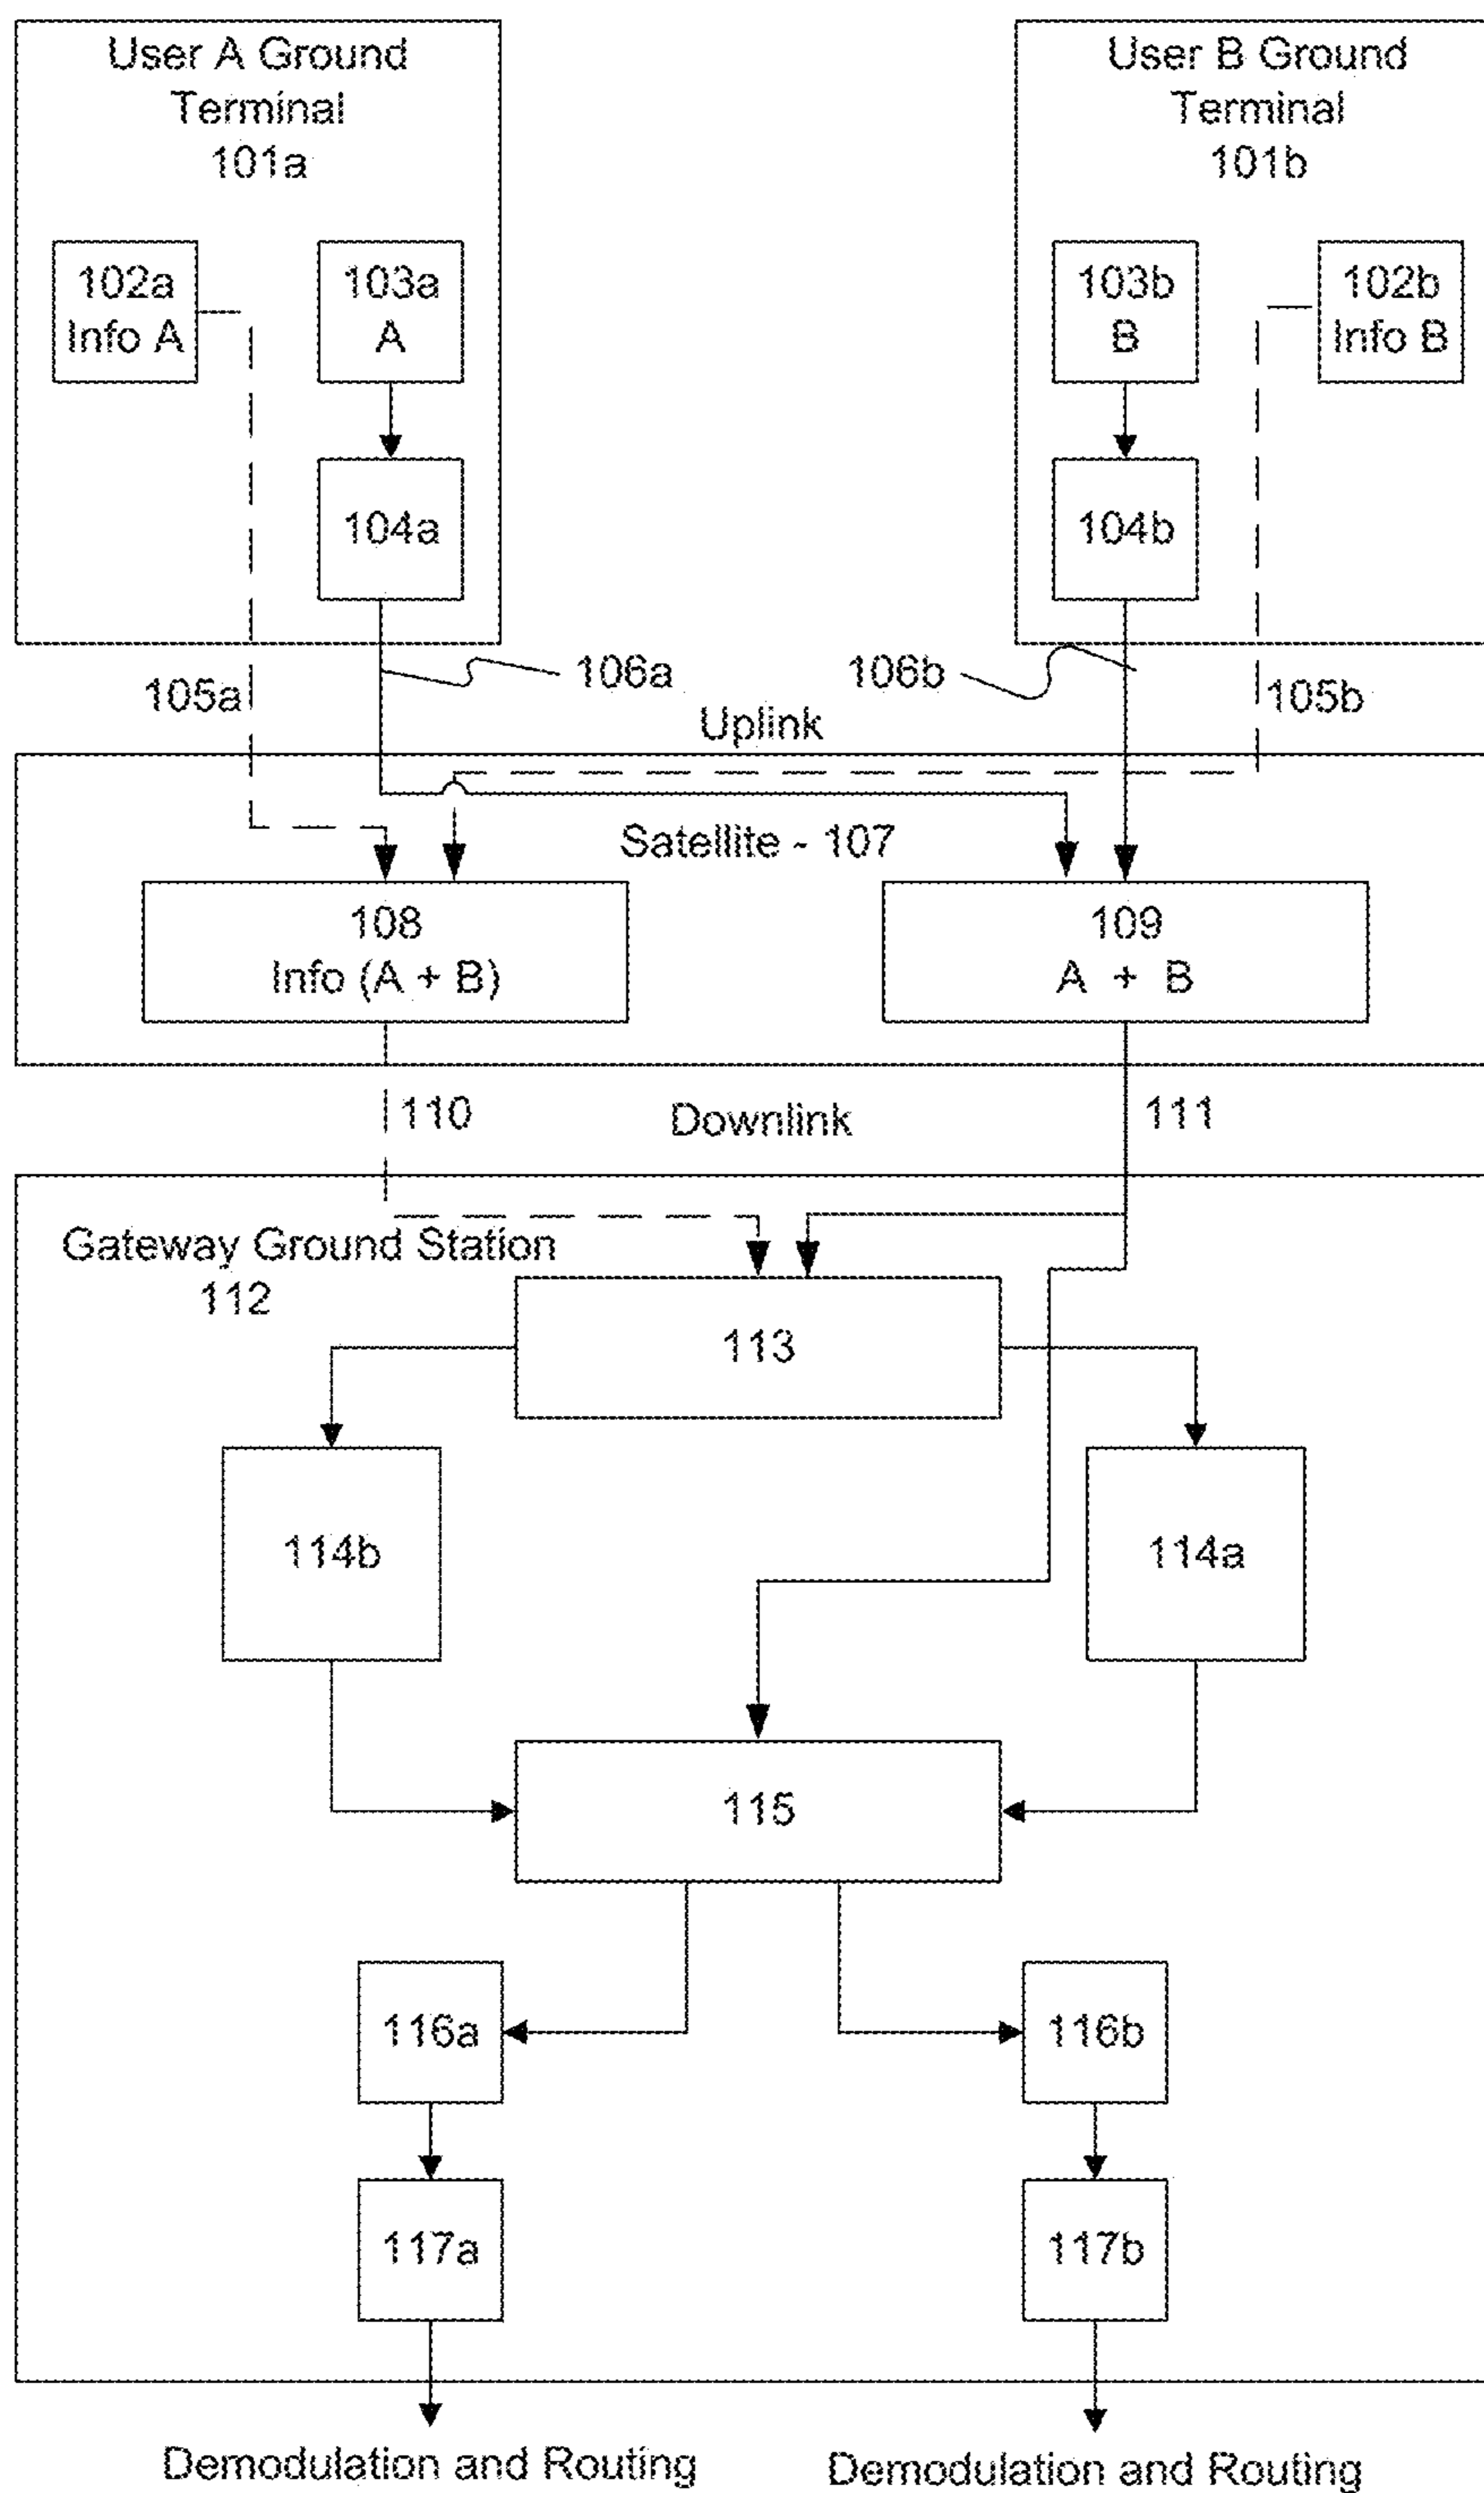 User A Ground
Terminal
101a
User B Ground
Terminal
101b
102a
Info A
103a
A
103b
B
102b
Info B
104a
104b
105a
106a
106b
105b
Uplink
Satellite - 107
108
Info (A + B)
109
A + B
110
Downlink
111
Gateway Ground Station
112
113
114b
114a
115
116a
116b
117a
117b
Demodulation and Routing
Demodulation and Routing